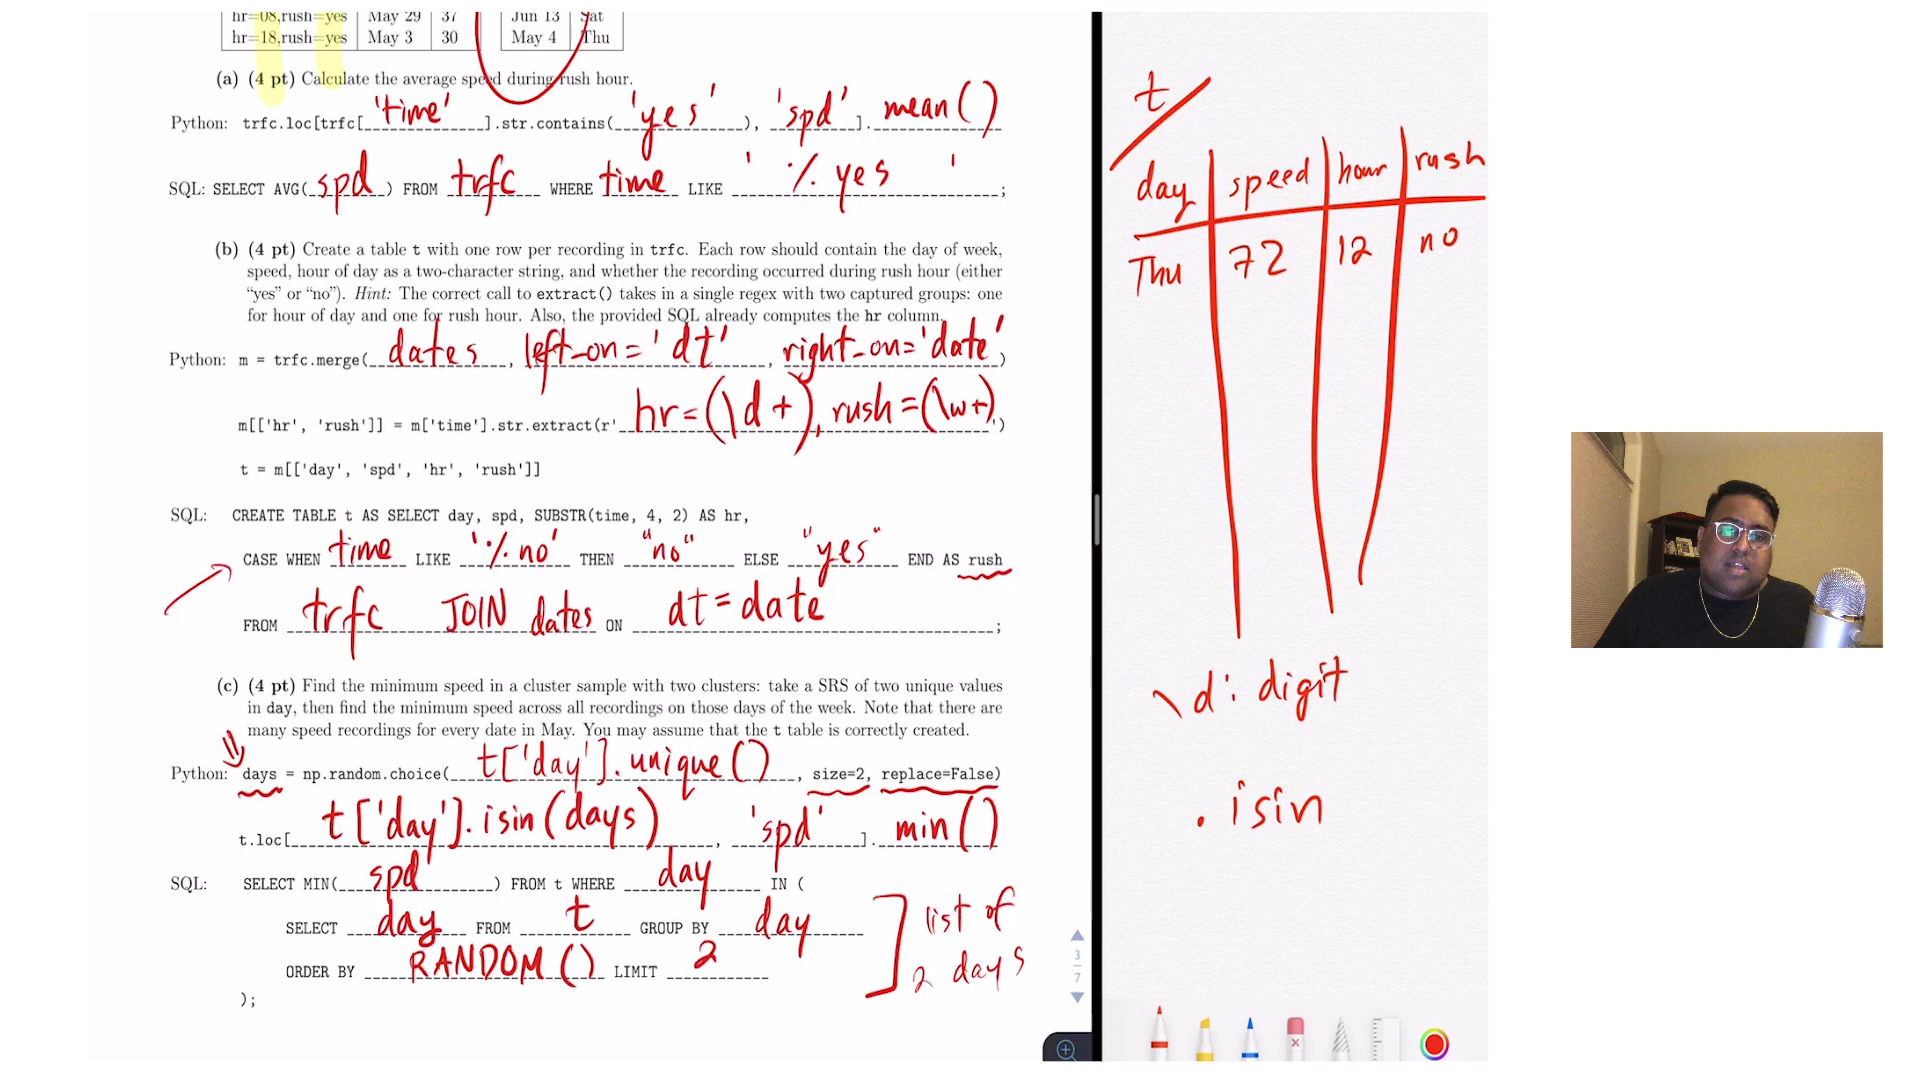 hr=08,rush=yes May 29 37 Jun 13 Sat
hr=18,rush=yes May 3 30 May 4 Thu
(a) (4 pt) Calculate the average speed during rush hour.
Python: trfc.loc[trfc['time'].str.contains('yes'), 'spd'].mean()
SQL: SELECT AVG(spd) FROM trfc WHERE time LIKE '%yes';
(b) (4 pt) Create a table t with one row per recording in trfc. Each row should contain the day of week,
speed, hour of day as a two-character string, and whether the recording occurred during rush hour (either
"yes" or "no"). Hint: The correct call to extract() takes in a single regex with two captured groups: one
for hour of day and one for rush hour. Also, the provided SQL already computes the hr column.
Python: m = trfc.merge(dates, left_on='dt', right_on='date')
m[['hr', 'rush']] = m['time'].str.extract(r'hr=(\d+),rush=(\w+)')
t = m[['day', 'spd', 'hr', 'rush']]
SQL: CREATE TABLE t AS SELECT day, spd, SUBSTR(time, 4, 2) AS hr,
CASE WHEN time LIKE '%no' THEN "no" ELSE "yes" END AS rush
FROM trfc JOIN dates ON dt=date;
(c) (4 pt) Find the minimum speed in a cluster sample with two clusters: take a SRS of two unique values
in day, then find the minimum speed across all recordings on those days of the week. Note that there are
many speed recordings for every date in May. You may assume that the t table is correctly created.
Python: days = np.random.choice(t['day'].unique(), size=2, replace=False)
t.loc[t['day'].isin(days), 'spd'].min()
SQL: SELECT MIN(spd) FROM t WHERE day IN (
SELECT day FROM t GROUP BY day
ORDER BY RANDOM() LIMIT 2
);
list of
2 days
3
7
t
day speed hour rush
Thu 72 12 no
\d: digit
.isin